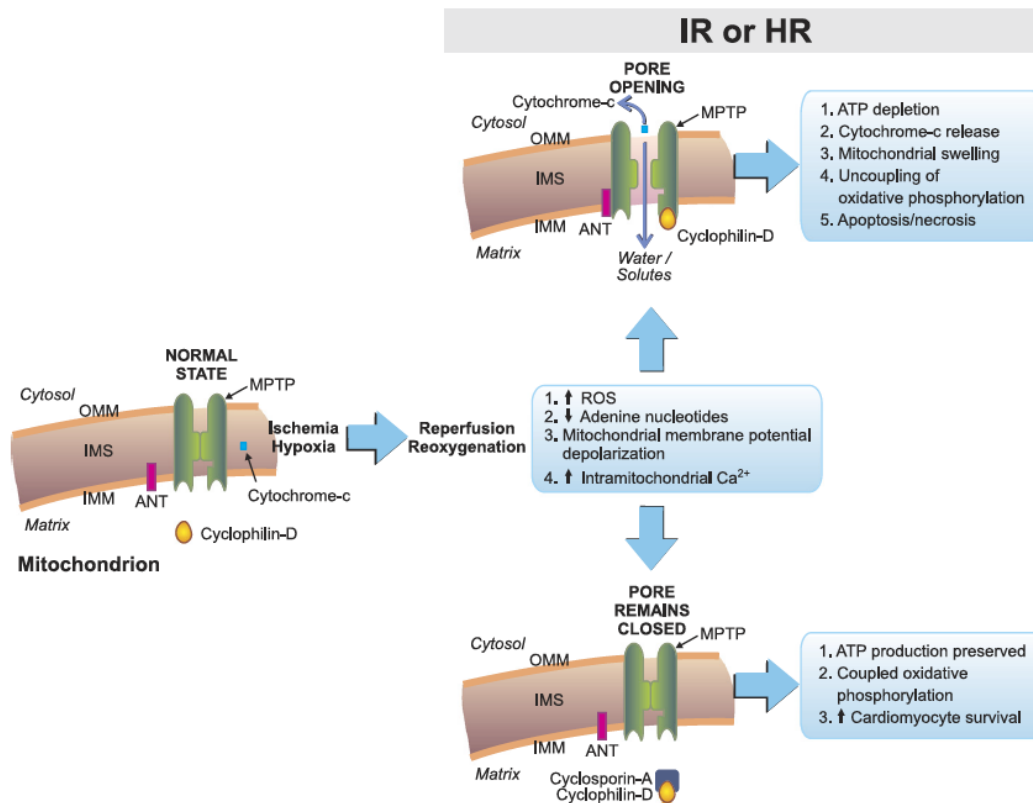 IR or HR
PORE
OPENING
Cytochrome-c
MPTP
Cytosol
OMM
IMS
IMM
ANT
Cyclophilin-D
Matrix
Water /
Solutes
1. ATP depletion
2. Cytochrome-c release
3. Mitochondrial swelling
4. Uncoupling of
oxidative phosphorylation
5. Apoptosis/necrosis
NORMAL
STATE
MPTP
Cytosol
OMM
IMS
IMM
ANT
Cytochrome-c
Matrix
Cyclophilin-D
Mitochondrion
Ischemia
Hypoxia
Reperfusion
Reoxygenation
1. ⬆ ROS
2. ⬇ Adenine nucleotides
3. Mitochondrial membrane potential
depolarization
4. ⬆ Intramitochondrial Ca²⁺
PORE
REMAINS
CLOSED
MPTP
Cytosol
OMM
IMS
IMM
ANT
Matrix
Cyclosporin-A
Cyclophilin-D
1. ATP production preserved
2. Coupled oxidative
phosphorylation
3. ⬆ Cardiomyocyte survival